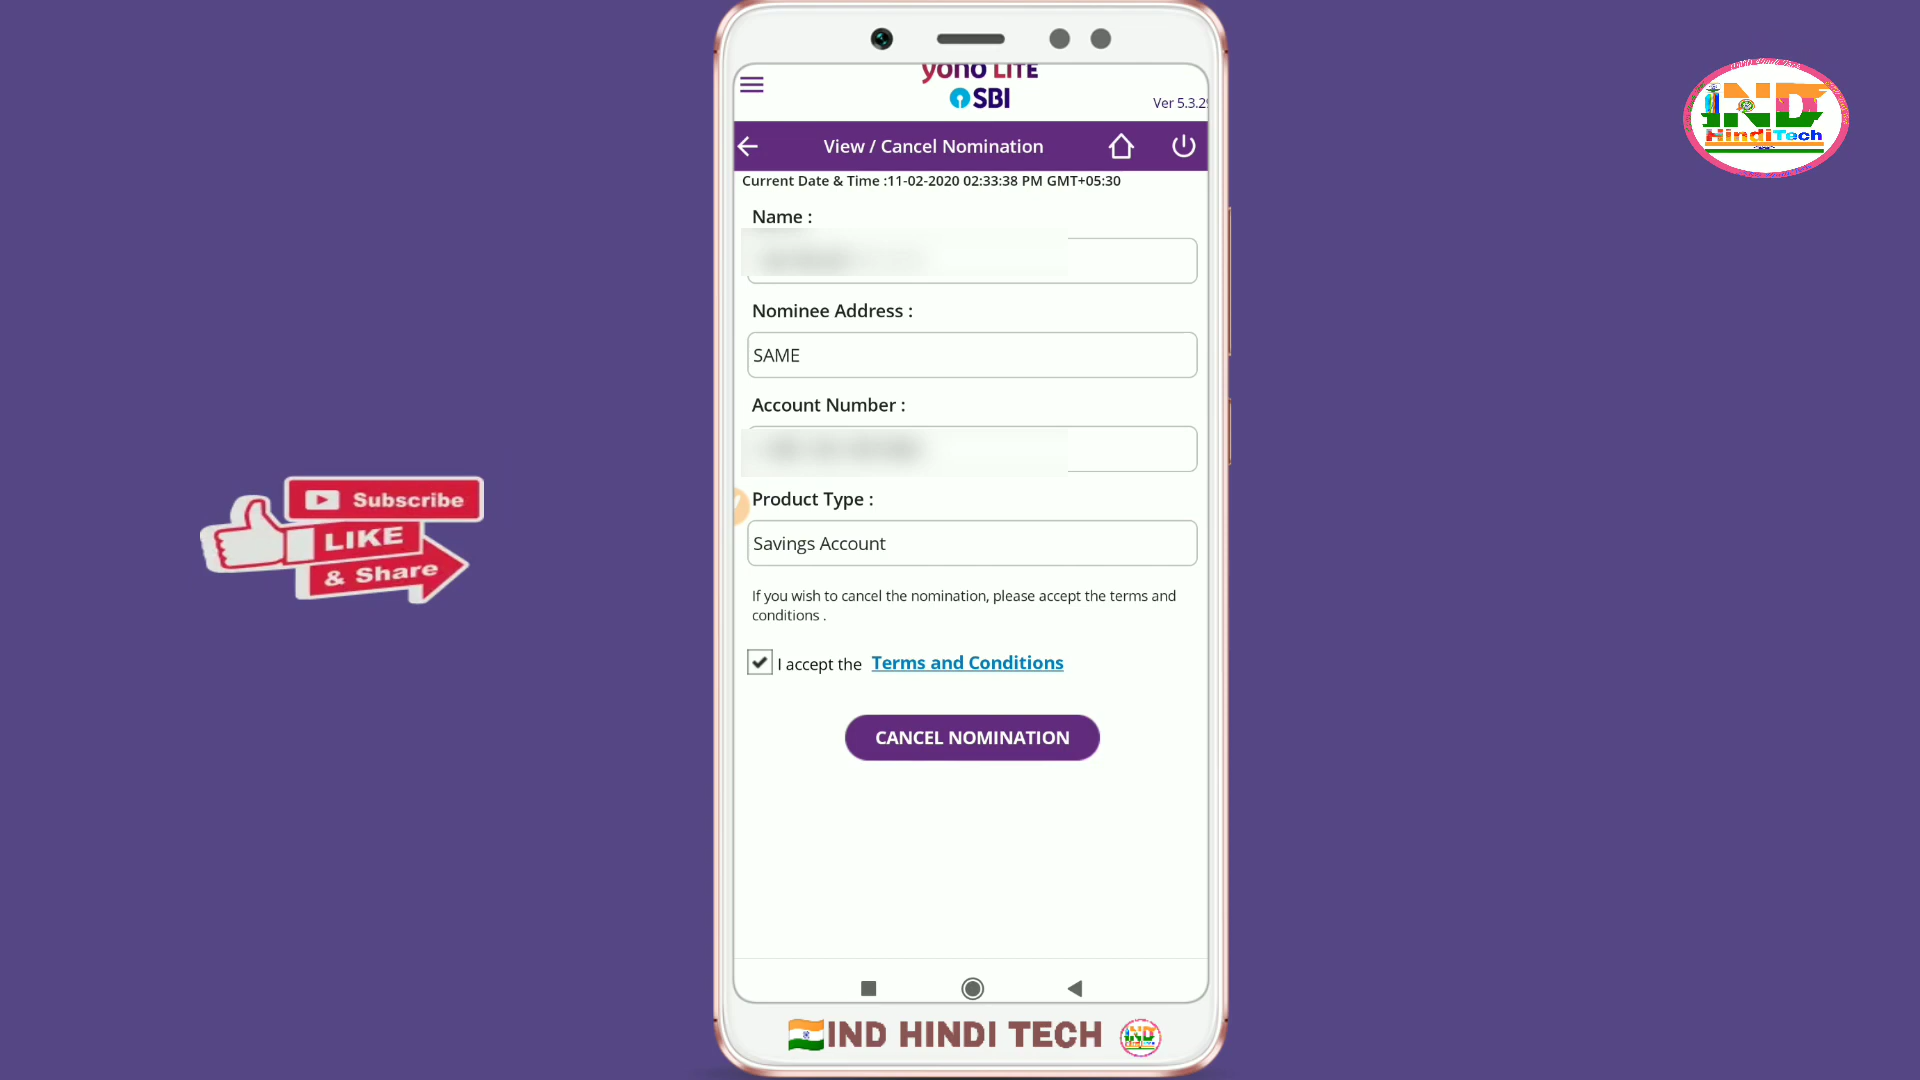 yono LITE
SBI
Ver 5.3.29
View / Cancel Nomination
Current Date & Time :11-02-2020 02:33:38 PM GMT+05:30
Name :
Nominee Address :
SAME
Account Number :
Product Type :
Savings Account
If you wish to cancel the nomination, please accept the terms and
conditions .
I accept the Terms and Conditions
CANCEL NOMINATION
IND HINDI TECH
Subscribe
LIKE
& Share
IND
HindiTech